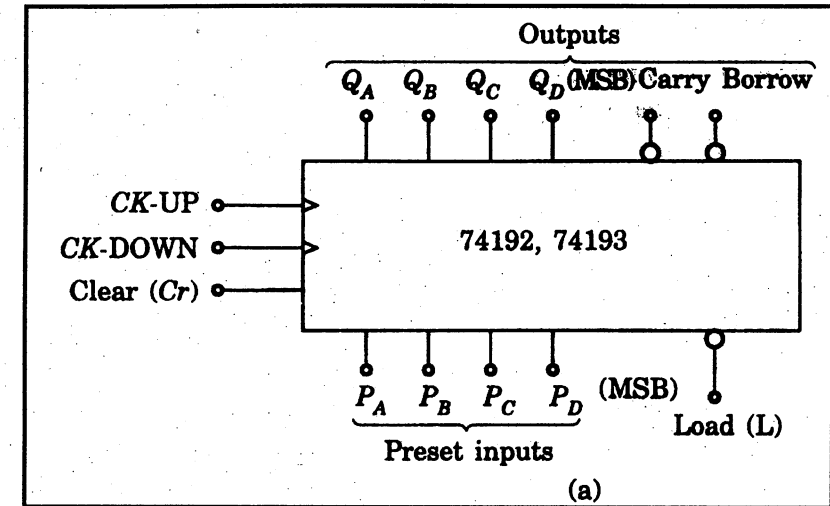 Outputs
Q_A Q_B Q_C Q_D (MSB) Carry Borrow
CK-UP
CK-DOWN
74192, 74193
Clear (Cr)
P_A P_B P_C P_D (MSB)
Load (L)
Preset inputs
(a)